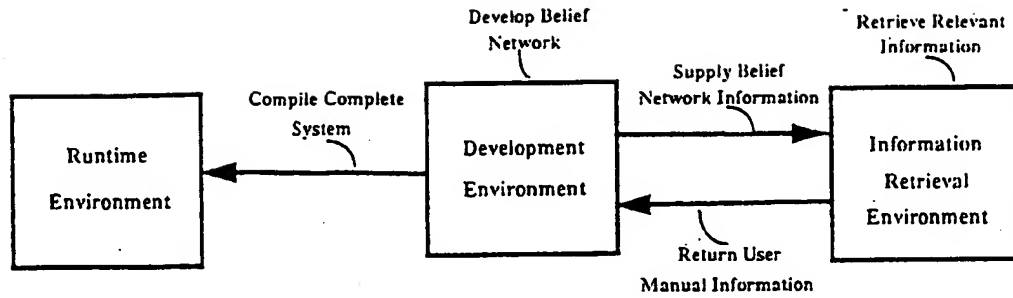 Develop Belief
Network
Retrieve Relevant
Information
Compile Complete
System
Supply Belief
Network Information
Runtime
Environment
Development
Environment
Information
Retrieval
Environment
Return User
Manual Information